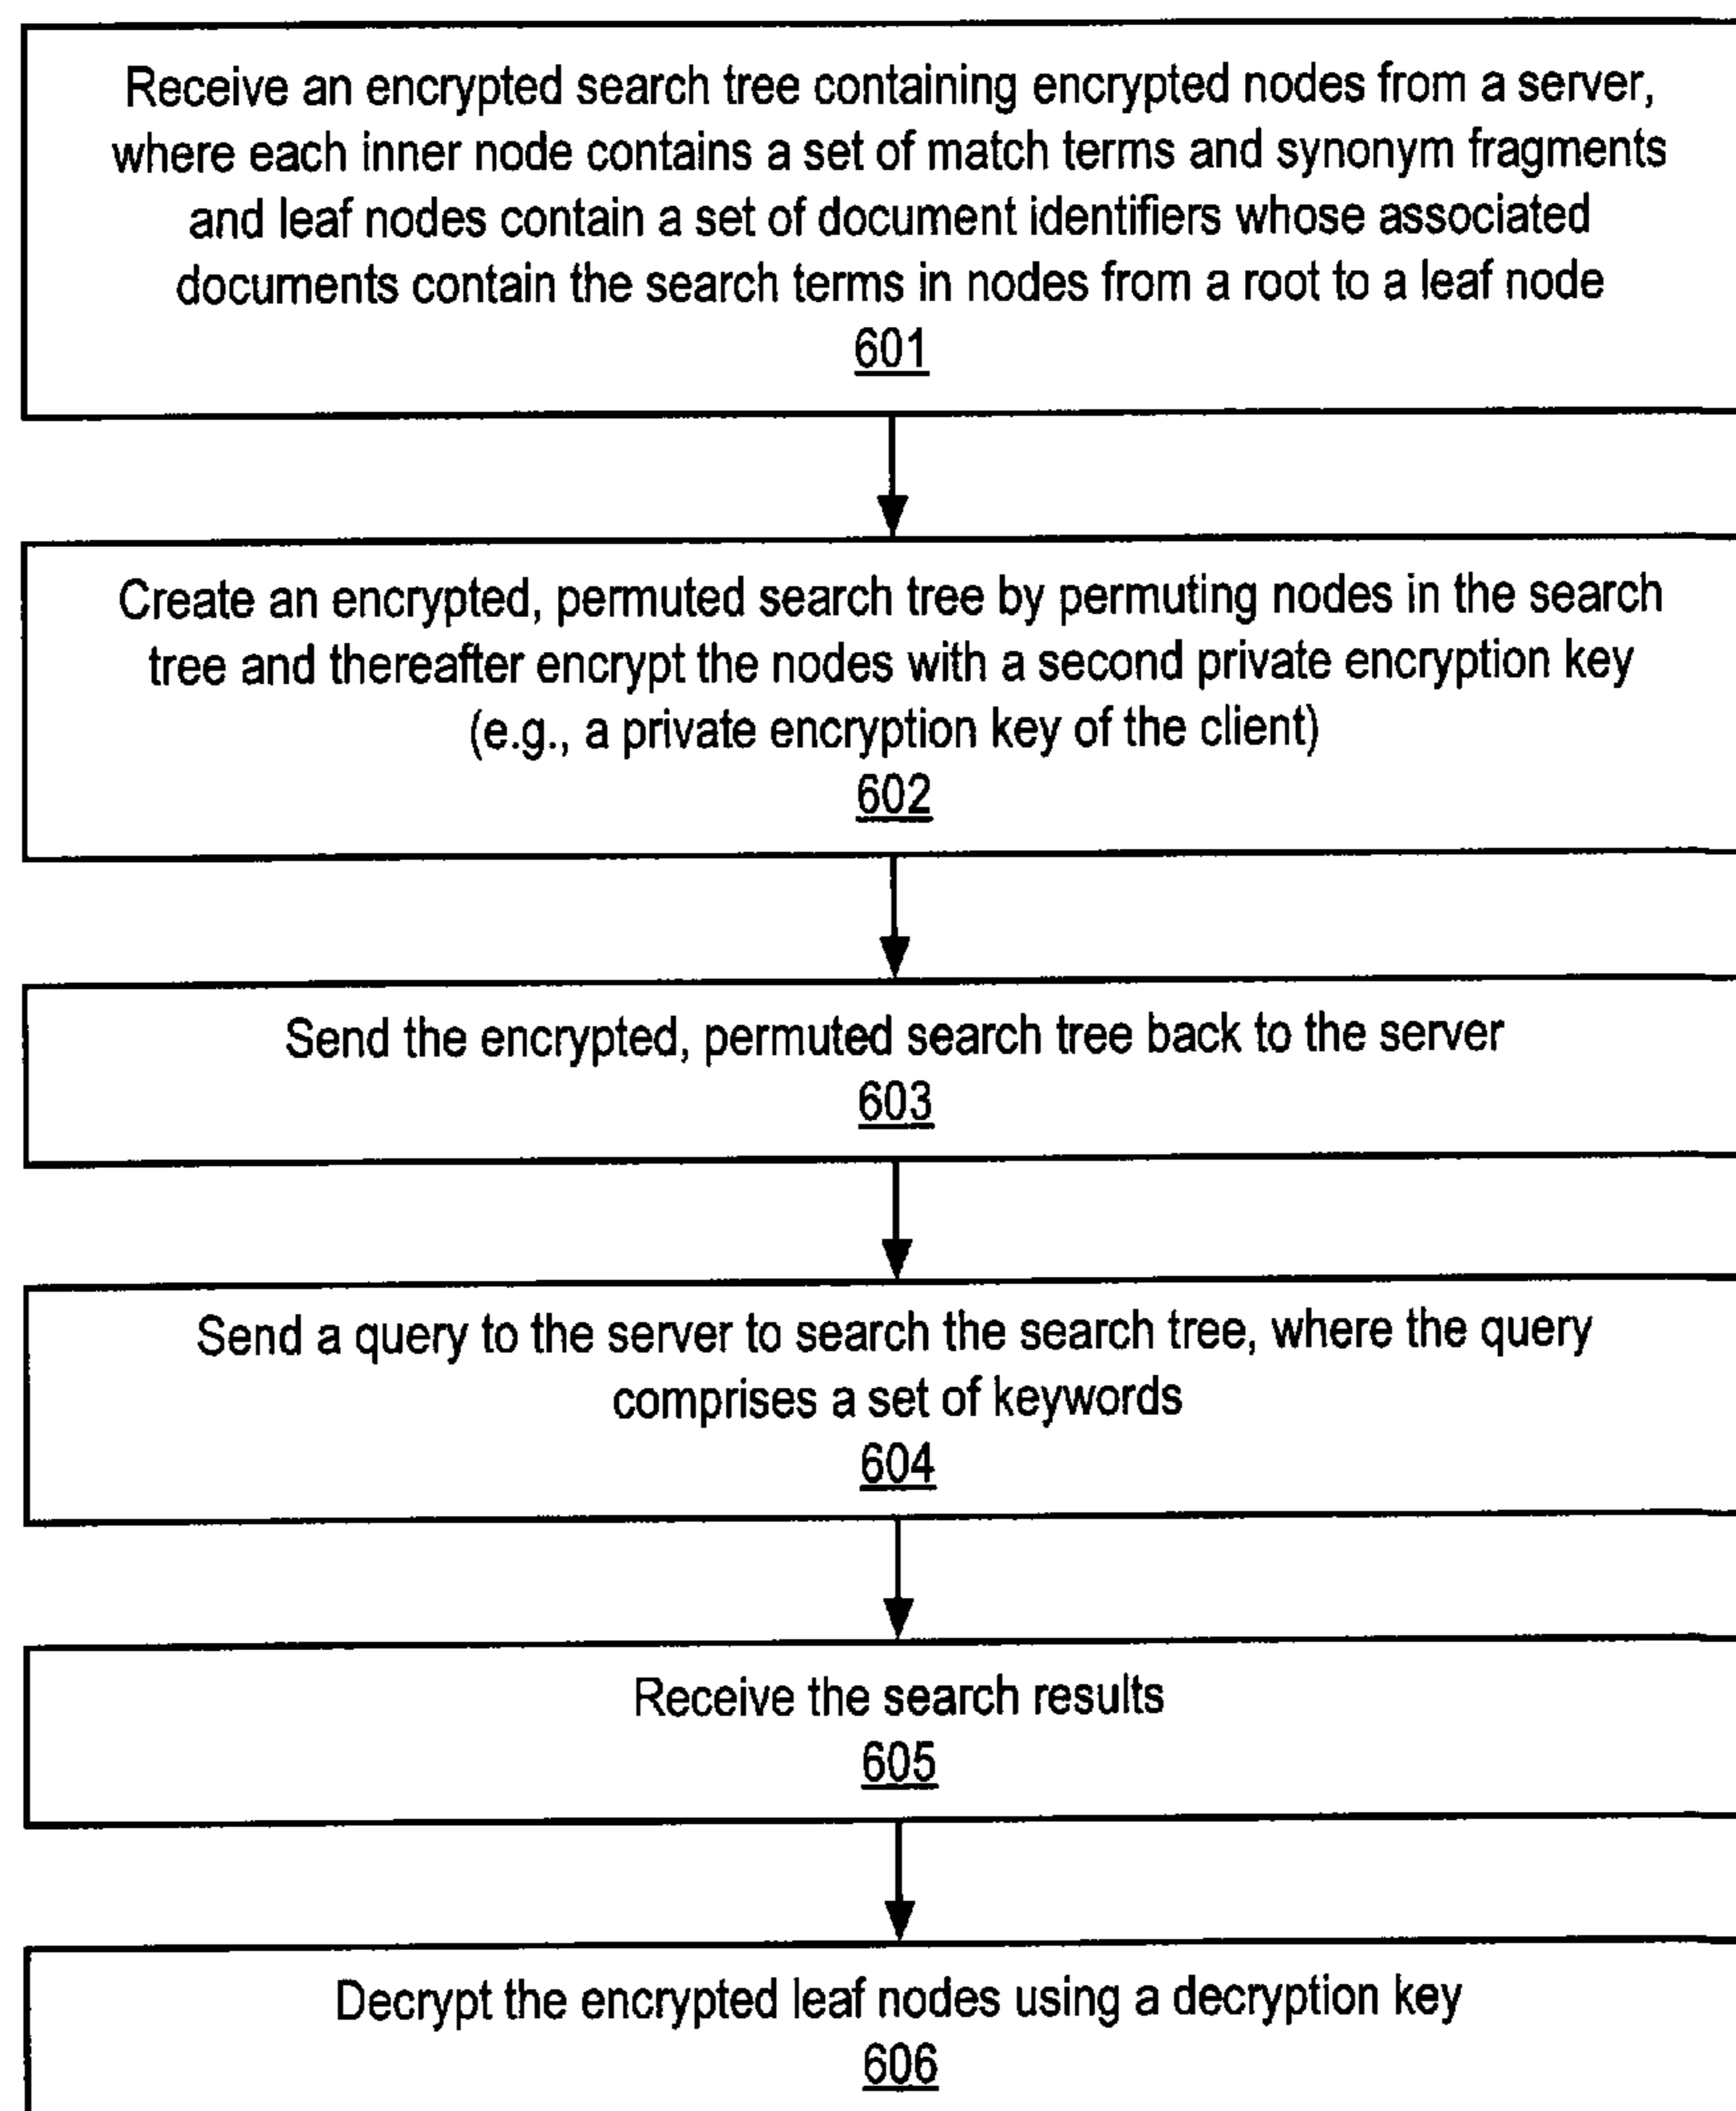 Receive an encrypted search tree containing encrypted nodes from a server,
where each inner node contains a set of match terms and synonym fragments
and leaf nodes contain a set of document identifiers whose associated
documents contain the search terms in nodes from a root to a leaf node
601
Create an encrypted, permuted search tree by permuting nodes in the search
tree and thereafter encrypt the nodes with a second private encryption key
(e.g., a private encryption key of the client)
602
Send the encrypted, permuted search tree back to the server
603
Send a query to the server to search the search tree, where the query
comprises a set of keywords
604
Receive the search results
605
Decrypt the encrypted leaf nodes using a decryption key
606